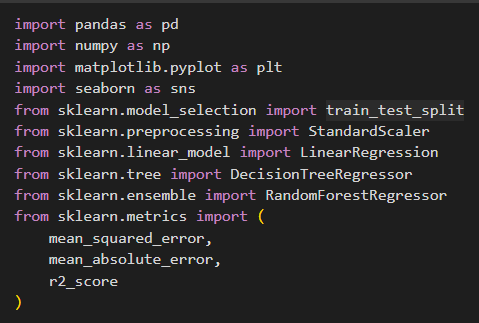 import pandas as pd
import numpy as np
import matplotlib.pyplot as plt
import seaborn as sns
from sklearn.model_selection import train_test_split
from sklearn.preprocessing import StandardScaler
from sklearn.linear_model import LinearRegression
from sklearn.tree import DecisionTreeRegressor
from sklearn.ensemble import RandomForestRegressor
from sklearn.metrics import (
    mean_squared_error,
    mean_absolute_error,
    r2_score
)